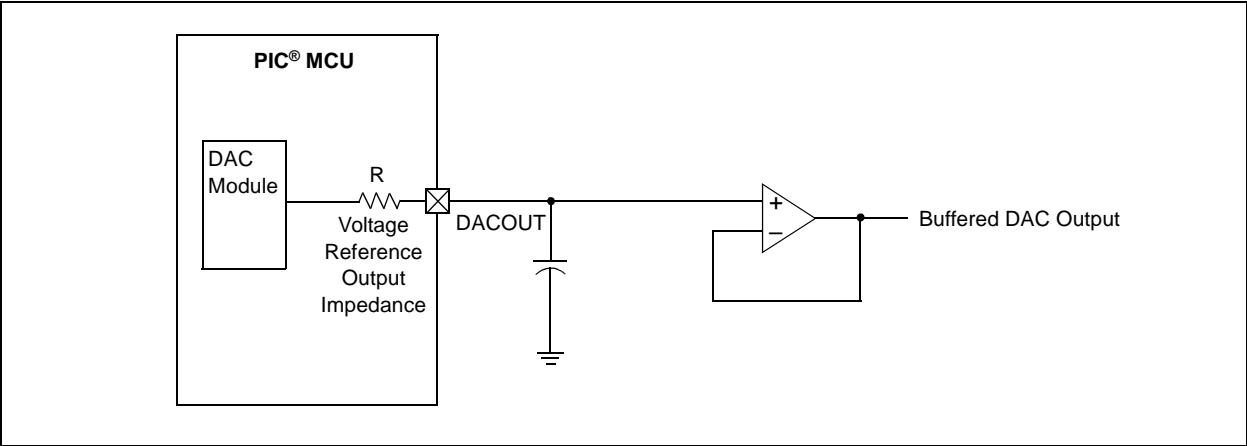 PIC® MCU
DAC
Module
R
Voltage
Reference
Output
Impedance
DACOUT
+
–
Buffered DAC Output